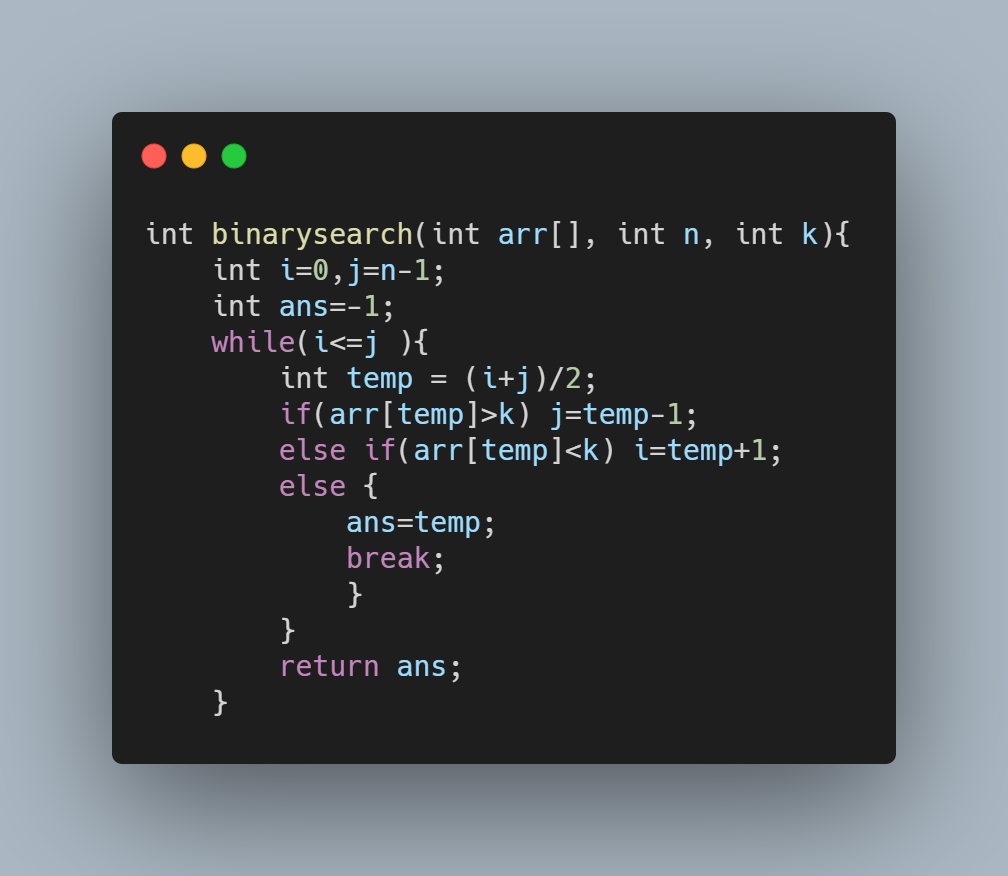 int binarysearch(int arr[], int n, int k){
    int i=0,j=n-1;
    int ans=-1;
    while(i<=j ){
        int temp = (i+j)/2;
        if(arr[temp]>k) j=temp-1;
        else if(arr[temp]<k) i=temp+1;
        else {
            ans=temp;
            break;
            }
        }
        return ans;
    }